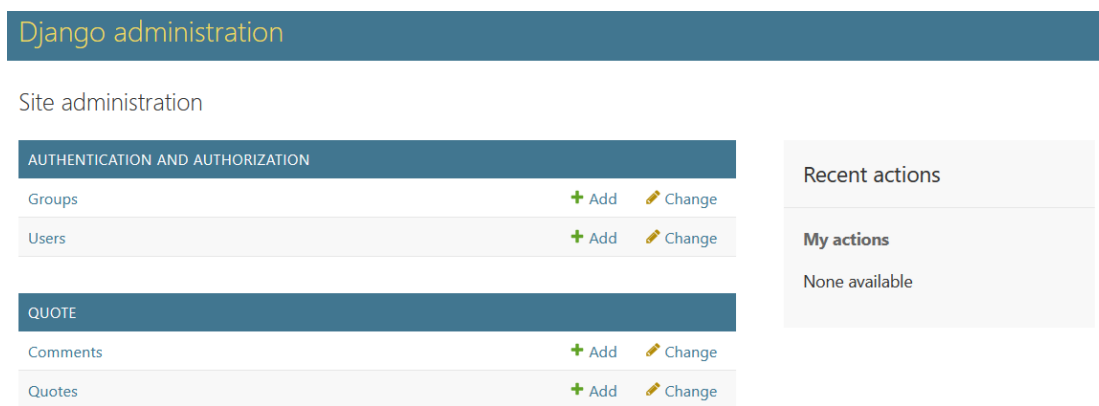 Django administration
Site administration
AUTHENTICATION AND AUTHORIZATION
Groups Add Change
Users Add Change
QUOTE
Comments Add Change
Quotes Add Change
Recent actions
My actions
None available